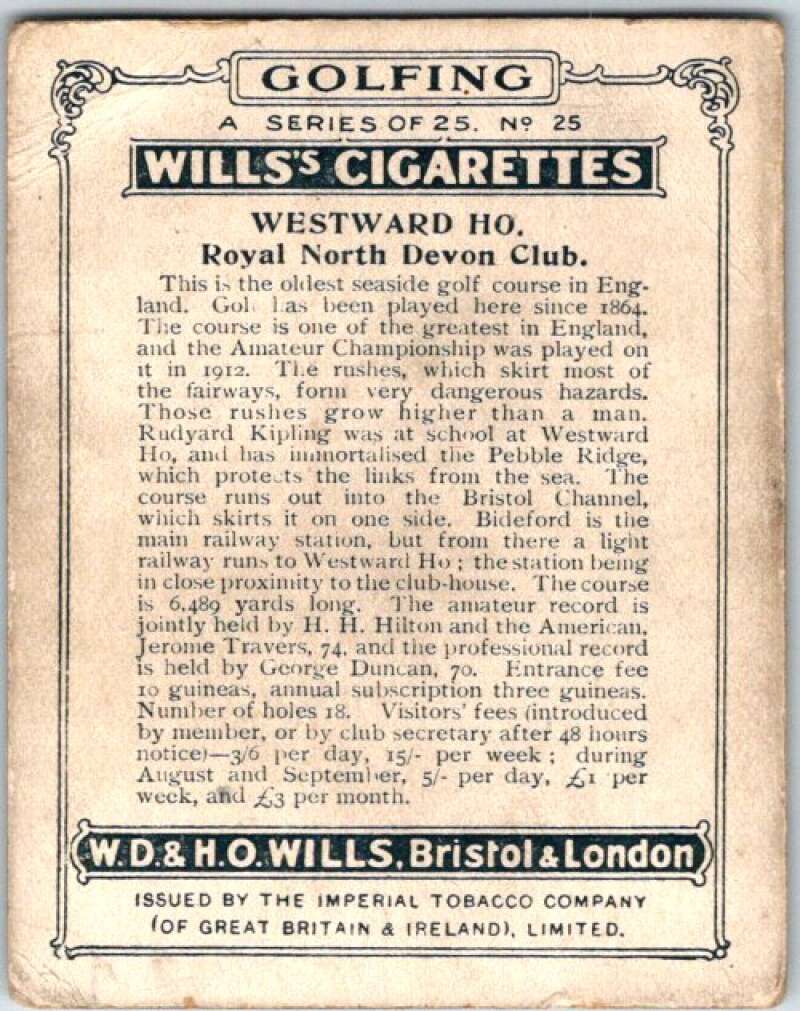 GOLFING
A SERIES OF 25. Nº 25
WILLS'S CIGARETTES
WESTWARD HO.
Royal North Devon Club.
This is the oldest seaside golf course in Eng-
land. Golf has been played here since 1864.
The course is one of the greatest in England,
and the Amateur Championship was played on
it in 1912. The rushes, which skirt most of
the fairways, form very dangerous hazards.
Those rushes grow higher than a man.
Rudyard Kipling was at school at Westward
Ho, and has immortalised the Pebble Ridge,
which protects the links from the sea. The
course runs out into the Bristol Channel,
which skirts it on one side. Bideford is the
main railway station, but from there a light
railway runs to Westward Ho; the station being
in close proximity to the club-house. The course
is 6,489 yards long. The amateur record is
jointly held by H. H. Hilton and the American,
Jerome Travers, 74, and the professional record
is held by George Duncan, 70. Entrance fee
10 guineas, annual subscription three guineas.
Number of holes 18. Visitors' fees (introduced
by member, or by club secretary after 48 hours
notice)—3/6 per day, 15/- per week; during
August and September, 5/- per day, £1 per
week, and £3 per month.
W.D.& H.O. WILLS, Bristol & London
ISSUED BY THE IMPERIAL TOBACCO COMPANY
(OF GREAT BRITAIN & IRELAND), LIMITED.